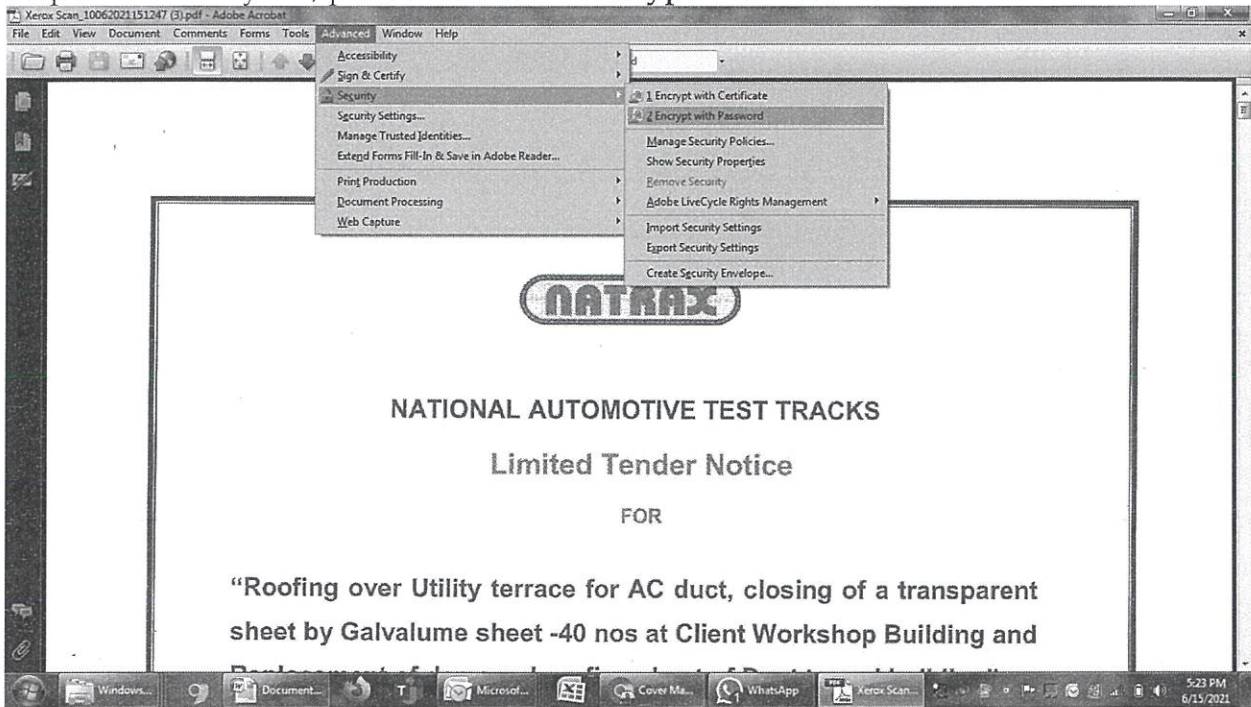 Xerox Scan_10062021151247 (3).pdf - Adobe Acrobat
File Edit View Document Comments Forms Tools Advanced Window Help
Accessibility
Sign & Certify
Security
Security Settings...
Manage Trusted Identities...
Extend Forms Fill-In & Save in Adobe Reader...
Print Production
Document Processing
Web Capture
1 Encrypt with Certificate
2 Encrypt with Password
Manage Security Policies...
Show Security Properties
Remove Security
Adobe LiveCycle Rights Management
Import Security Settings
Export Security Settings
Create Security Envelope...
NATRAX
NATIONAL AUTOMOTIVE TEST TRACKS
Limited Tender Notice
FOR
“Roofing over Utility terrace for AC duct, closing of a transparent
sheet by Galvalume sheet -40 nos at Client Workshop Building and
Windows... Document... Microsof... Cover Ma... WhatsApp Xerox Scan... 5:23 PM
6/15/2021